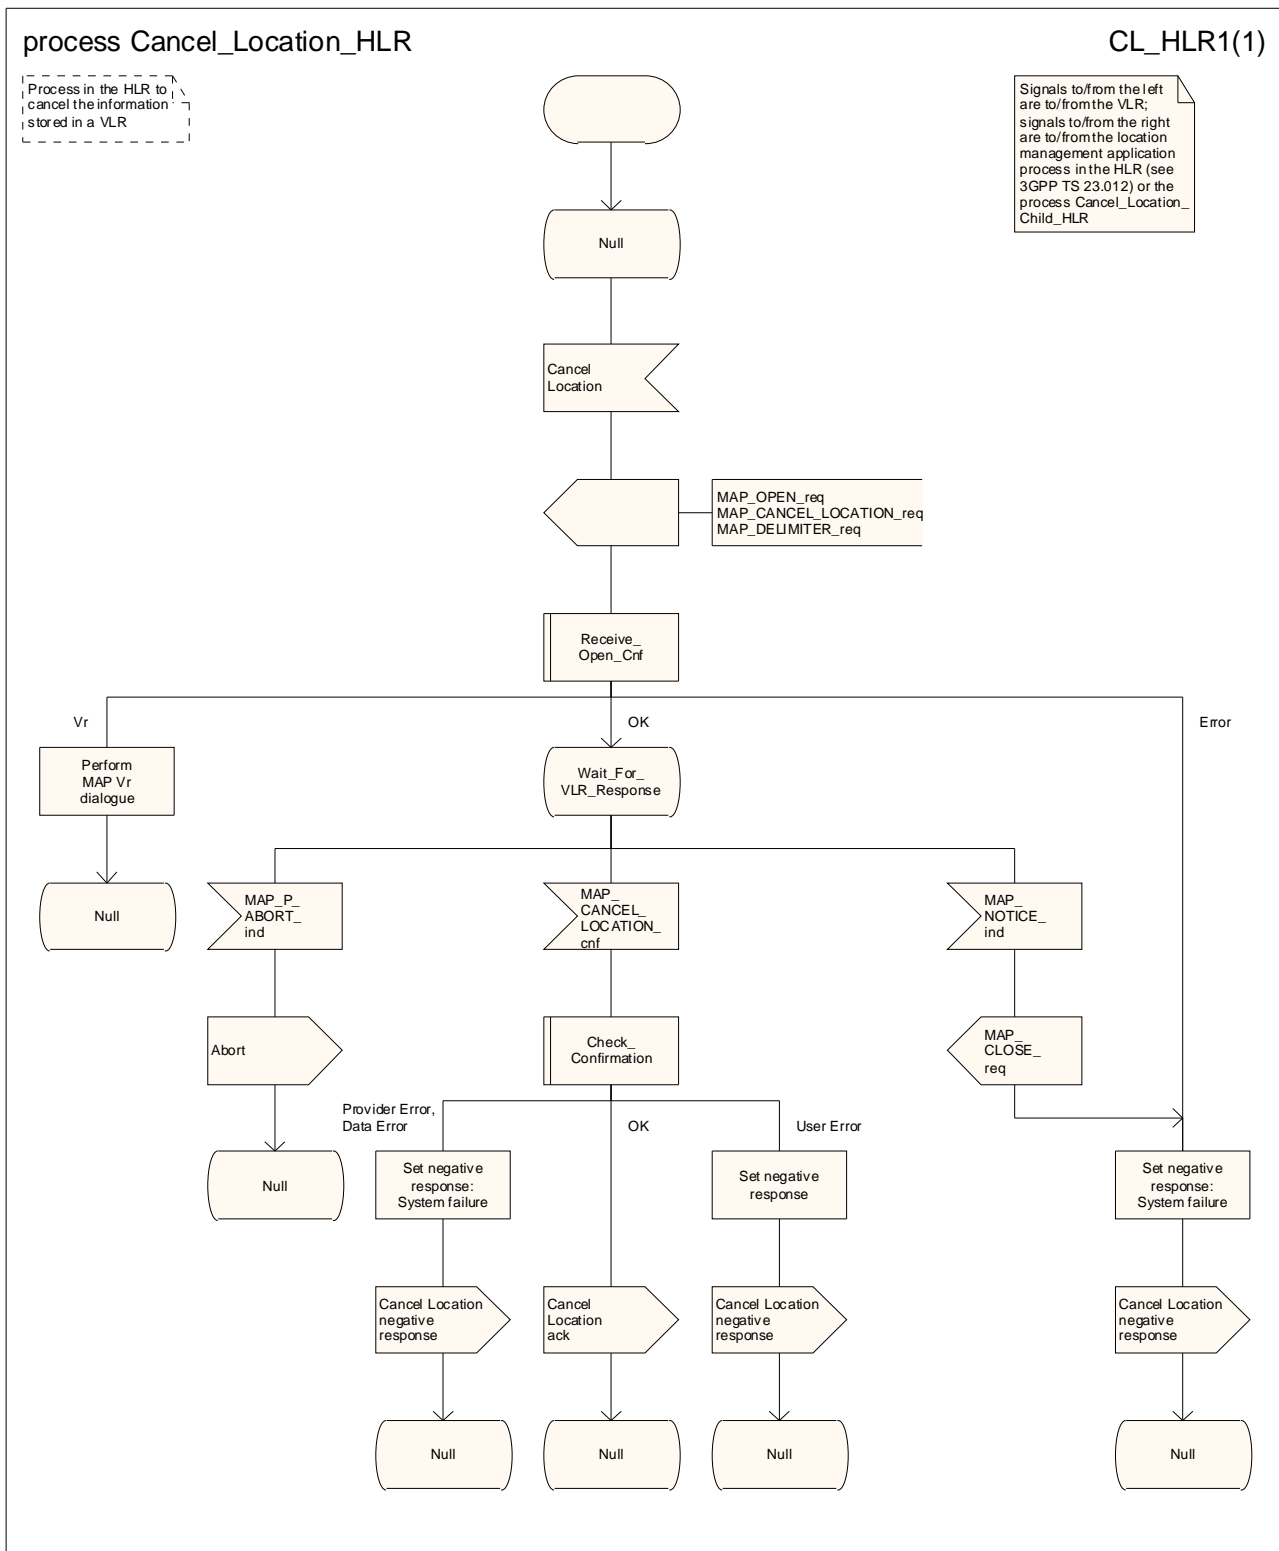 process Cancel_Location_HLR
CL_HLR1(1)
Process in the HLR to
cancel the information
stored in a VLR
Signals to/from the left
are to/from the VLR;
signals to/from the right
are to/from the location
management application
process in the HLR (see
3GPP TS 23.012) or the
process Cancel_Location_
Child_HLR
Null
Cancel
Location
MAP_OPEN_req
MAP_CANCEL_LOCATION_req
MAP_DELIMITER_req
Receive_
Open_Cnf
Vr
OK
Error
Perform
MAP Vr
dialogue
Wait_For_
VLR_Response
Null
MAP_P_
ABORT_
ind
MAP_
CANCEL_
LOCATION_
cnf
MAP_
NOTICE_
ind
Abort
Check_
Confirmation
MAP_
CLOSE_
req
Provider Error,
Data Error
OK
User Error
Null
Set negative
response:
System failure
Set negative
response
Set negative
response:
System failure
Cancel Location
negative
response
Cancel
Location
ack
Cancel Location
negative
response
Cancel Location
negative
response
Null
Null
Null
Null